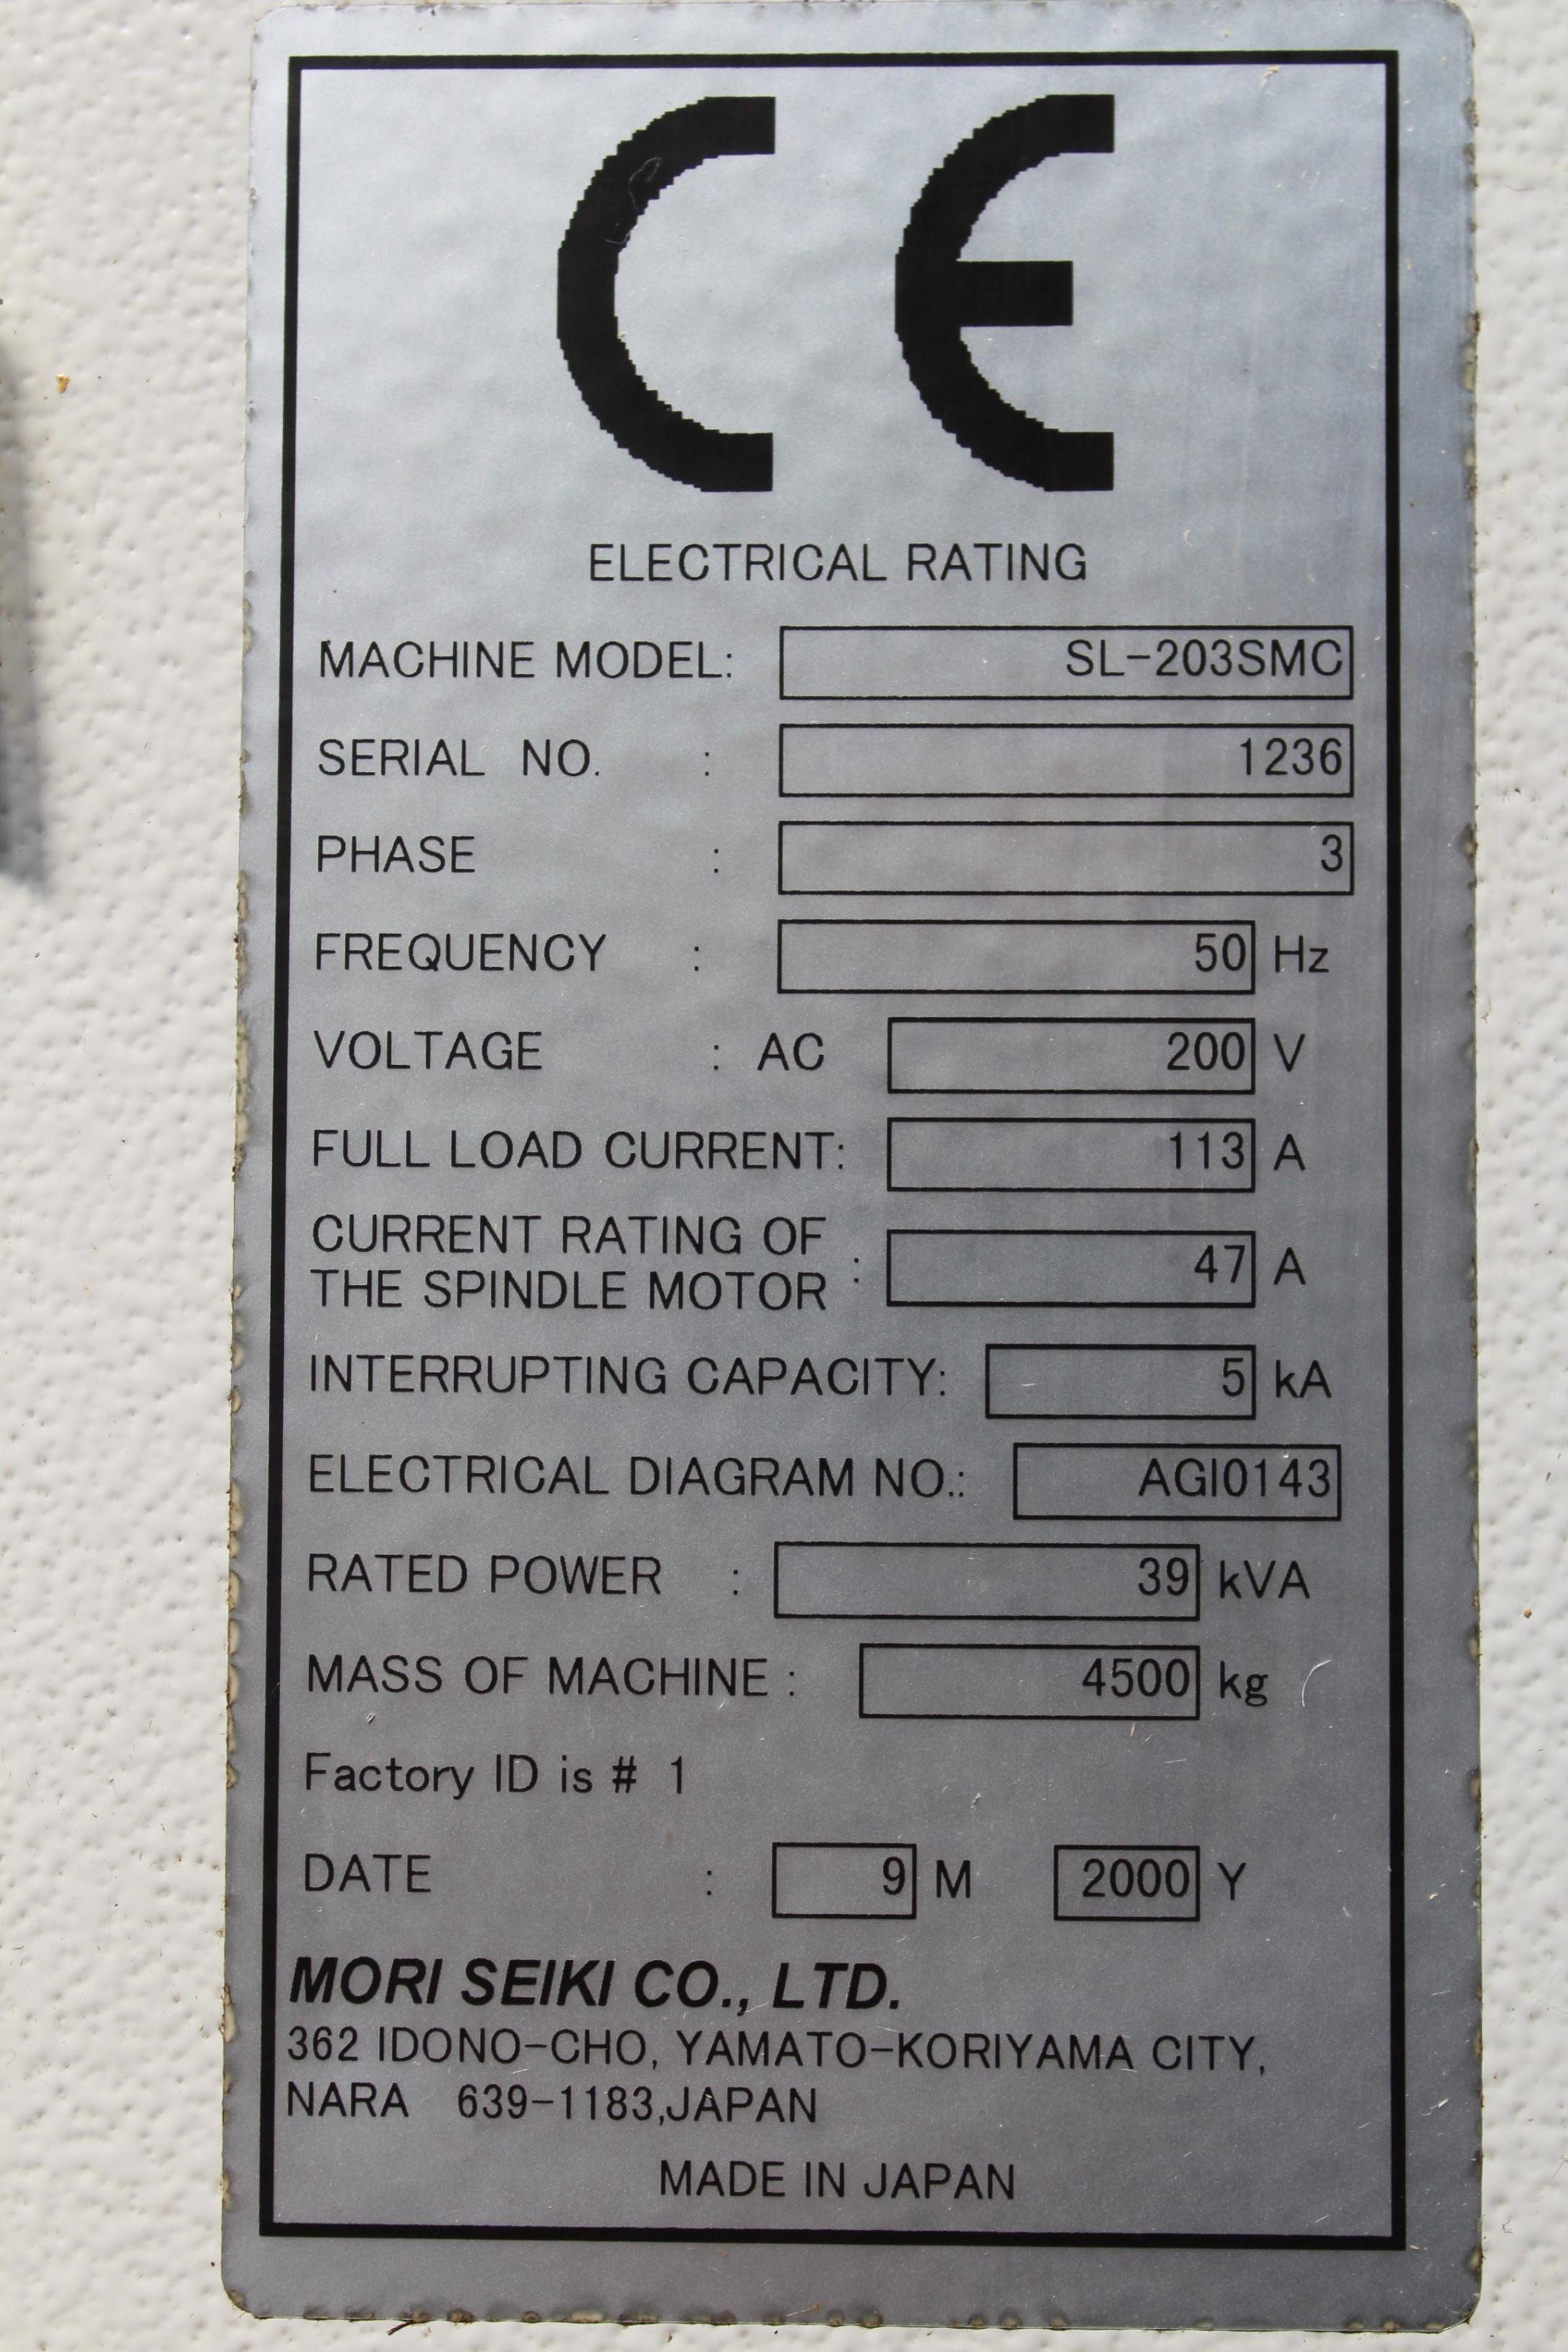 CE
ELECTRICAL RATING
MACHINE MODEL: SL-203SMC
SERIAL NO. : 1236
PHASE : 3
FREQUENCY : 50 Hz
VOLTAGE : AC 200 V
FULL LOAD CURRENT: 113 A
CURRENT RATING OF
THE SPINDLE MOTOR : 47 A
INTERRUPTING CAPACITY: 5 kA
ELECTRICAL DIAGRAM NO.: AGI0143
RATED POWER : 39 kVA
MASS OF MACHINE : 4500 kg
Factory ID is # 1
DATE : 9 M 2000 Y
MORI SEIKI CO., LTD.
362 IDONO-CHO, YAMATO-KORIYAMA CITY,
NARA 639-1183,JAPAN
MADE IN JAPAN